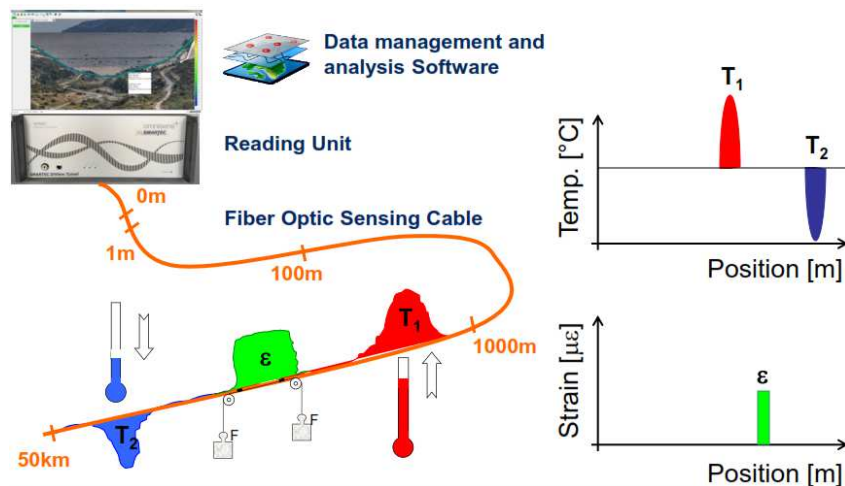 Data management and
analysis Software
Reading Unit
Fiber Optic Sensing Cable
0m
1m
100m
1000m
50km
T1
ε
T2
F
F
T1
T2
Temp. [°C]
Position [m]
ε
Strain [με]
Position [m]